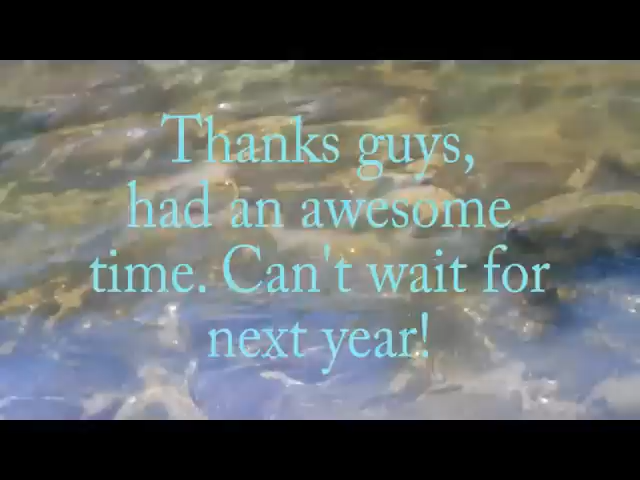 Thanks guys,
had an awesome
time. Can't wait for
next year!